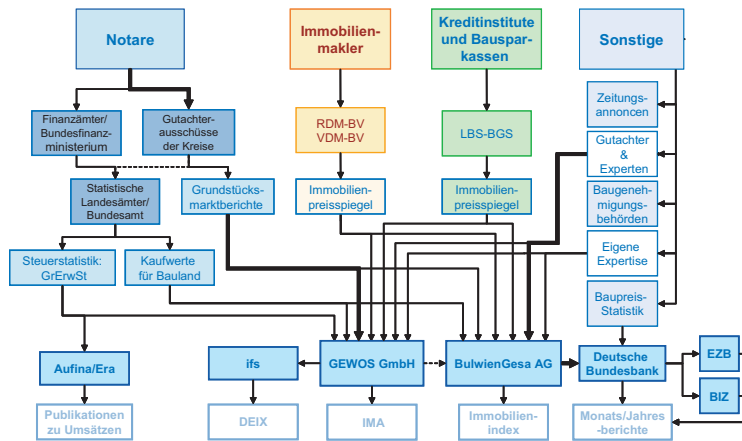 Notare
Immobilien-
makler
Kreditinstitute
und Bauspar-
kassen
Sonstige
Finanzämter/
Bundesfinanz-
ministerium
Gutachter-
ausschüsse
der Kreise
RDM-BV
VDM-BV
LBS-BGS
Zeitungs-
annoncen
Gutachter
&
Experten
Statistische
Landesämter/
Bundesamt
Grundstücks-
marktberichte
Immobilien-
preisspiegel
Immobilien-
preisspiegel
Baugeneh-
migungs-
behörden
Steuerstatistik:
GrErwSt
Kaufwerte
für Bauland
Eigene
Expertise
Baupreis-
Statistik
Aufina/Era
ifs
GEWOS GmbH
BulwienGesa AG
Deutsche
Bundesbank
EZB
BIZ
Publikationen
zu Umsätzen
DEIX
IMA
Immobilien-
index
Monats/Jahres
-berichte